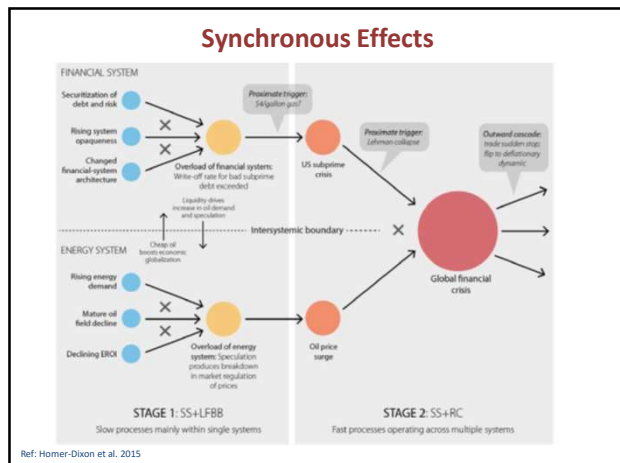 Synchronous Effects
FINANCIAL SYSTEM
Securitization of
debt and risk
Rising system
opaqueness
Changed
financial-system
architecture
Overload of financial system:
Write-off rate for bad subprime
debt exceeded
Proximate trigger:
$4/gallon gas?
US subprime
crisis
Proximate trigger:
Lehman collapse
Outward cascade:
trade sudden stop;
flip to deflationary
dynamic
Liquidity drives
increase in oil demand
and speculation
Intersystemic boundary
Cheap oil
boosts economic
globalization
Global financial
crisis
ENERGY SYSTEM
Rising energy
demand
Mature oil
field decline
Declining EROI
Overload of energy
system: Speculation
produces breakdown
in market regulation
of prices
Oil price
surge
STAGE 1: SS+LFBB
Slow processes mainly within single systems
STAGE 2: SS+RC
Fast processes operating across multiple systems
Ref: Homer-Dixon et al. 2015